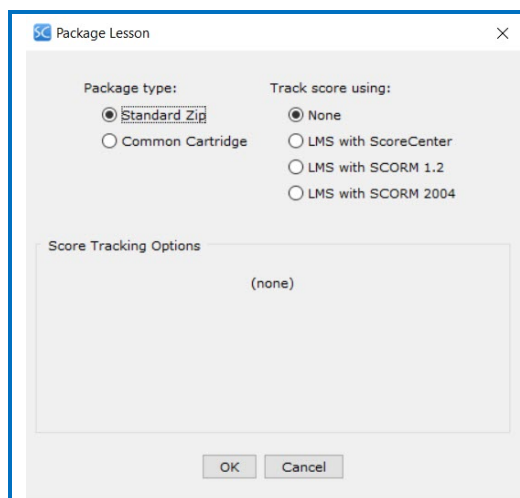 SC Package Lesson
Package type:
Standard Zip
Common Cartridge
Track score using:
None
LMS with ScoreCenter
LMS with SCORM 1.2
LMS with SCORM 2004
Score Tracking Options
(none)
OK Cancel